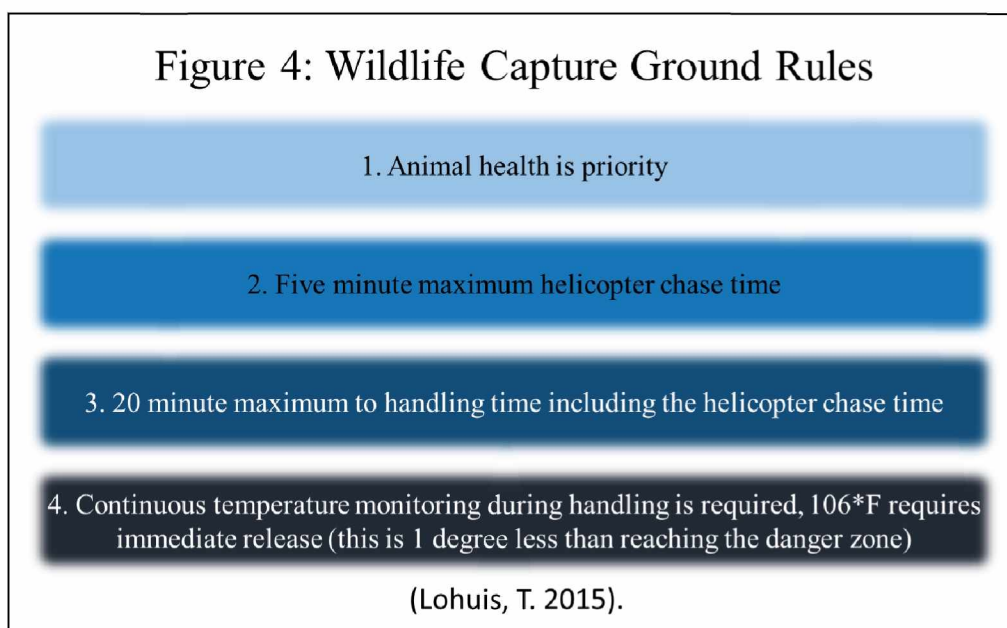 Figure 4: Wildlife Capture Ground Rules
1. Animal health is priority
2. Five minute maximum helicopter chase time
3. 20 minute maximum to handling time including the helicopter chase time
4. Continuous temperature monitoring during handling is required, 106*F requires
immediate release (this is 1 degree less than reaching the danger zone)
(Lohuis, T. 2015).